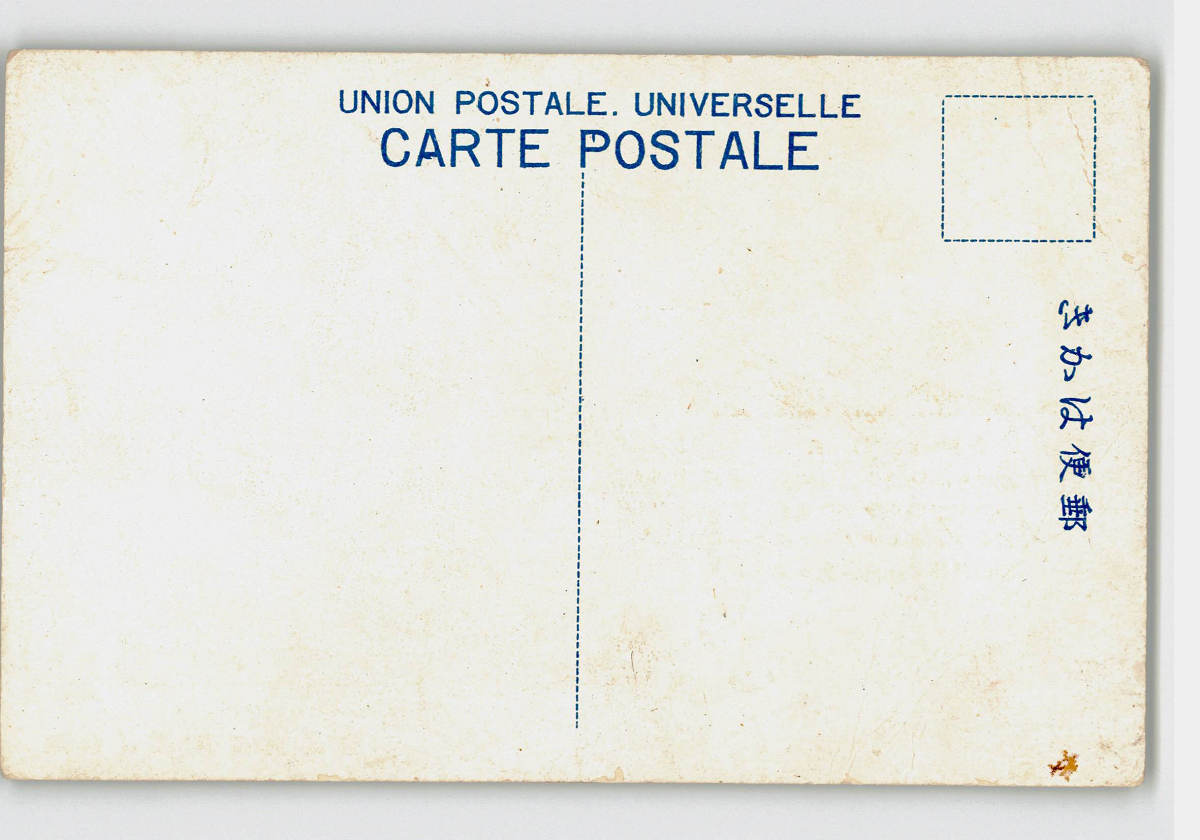 UNION POSTALE. UNIVERSELLE
CARTE POSTALE
郵便はかき